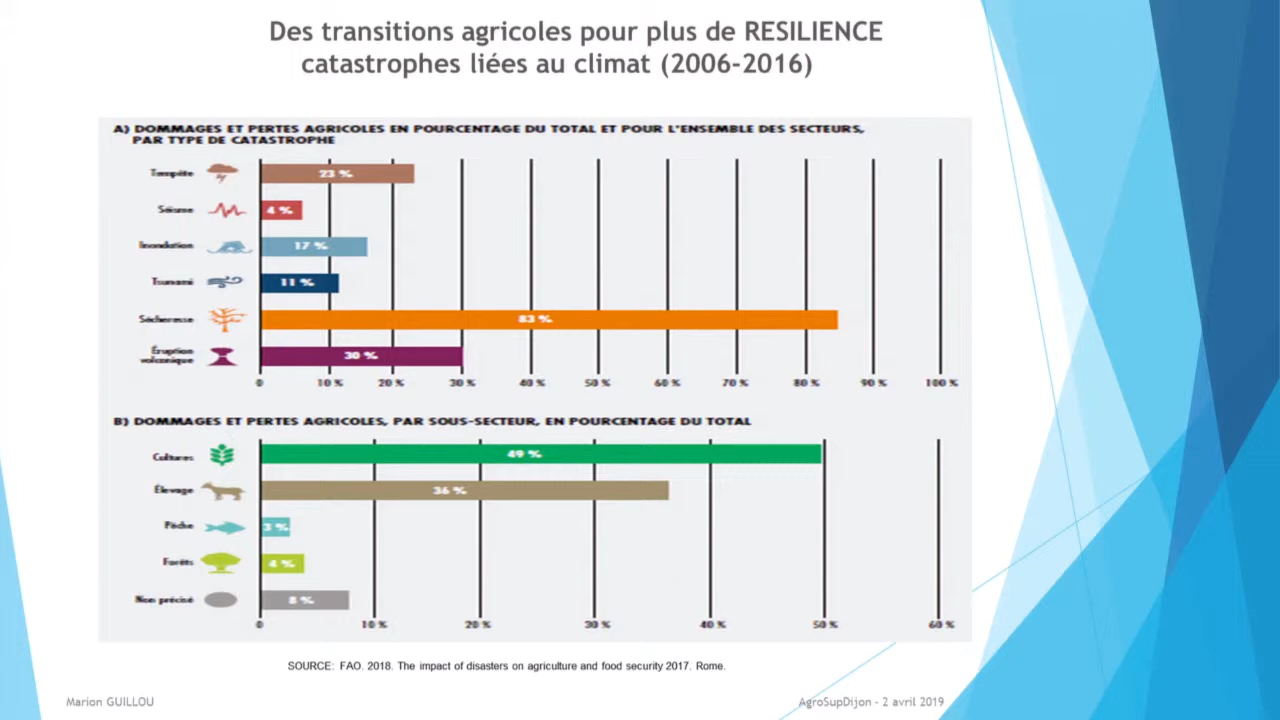 Des transitions agricoles pour plus de RESILIENCE
catastrophes liées au climat (2006-2016)
A) DOMMAGES ET PERTES AGRICOLES EN POURCENTAGE DU TOTAL ET POUR L'ENSEMBLE DES SECTEURS,
PAR TYPE DE CATASTROPHE
Tempête 23 %
Séisme 4 %
Inondation 17 %
Tsunami 11 %
Sécheresse 83 %
Éruption
volcanique 30 %
0 10 % 20 % 30 % 40 % 50 % 60 % 70 % 80 % 90 % 100 %
B) DOMMAGES ET PERTES AGRICOLES, PAR SOUS-SECTEUR, EN POURCENTAGE DU TOTAL
Cultures 49 %
Élevage 36 %
Pêche 3 %
Forêts 4 %
Non précisé 8 %
0 10 % 20 % 30 % 40 % 50 % 60 %
SOURCE: FAO. 2018. The impact of disasters on agriculture and food security 2017. Rome.
Marion GUILLOU AgroSupDijon - 2 avril 2019